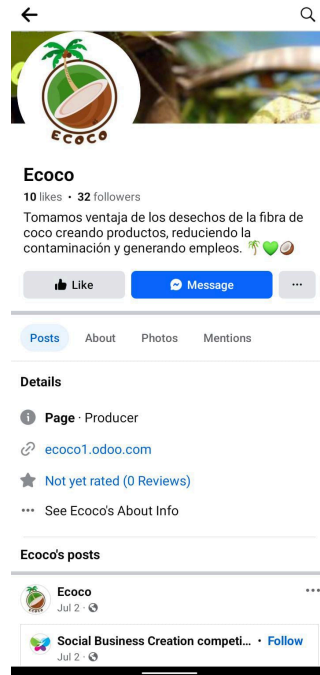 ECOCO
Ecoco
10 likes • 32 followers
Tomamos ventaja de los desechos de la fibra de
coco creando productos, reduciendo la
contaminación y generando empleos. 🌴💚🥥
Like
Message
...
Posts
About
Photos
Mentions
Details
Page · Producer
ecoco1.odoo.com
Not yet rated (0 Reviews)
See Ecoco's About Info
Ecoco's posts
Ecoco
Jul 2 ·
Social Business Creation competi... • Follow
Jul 2 ·